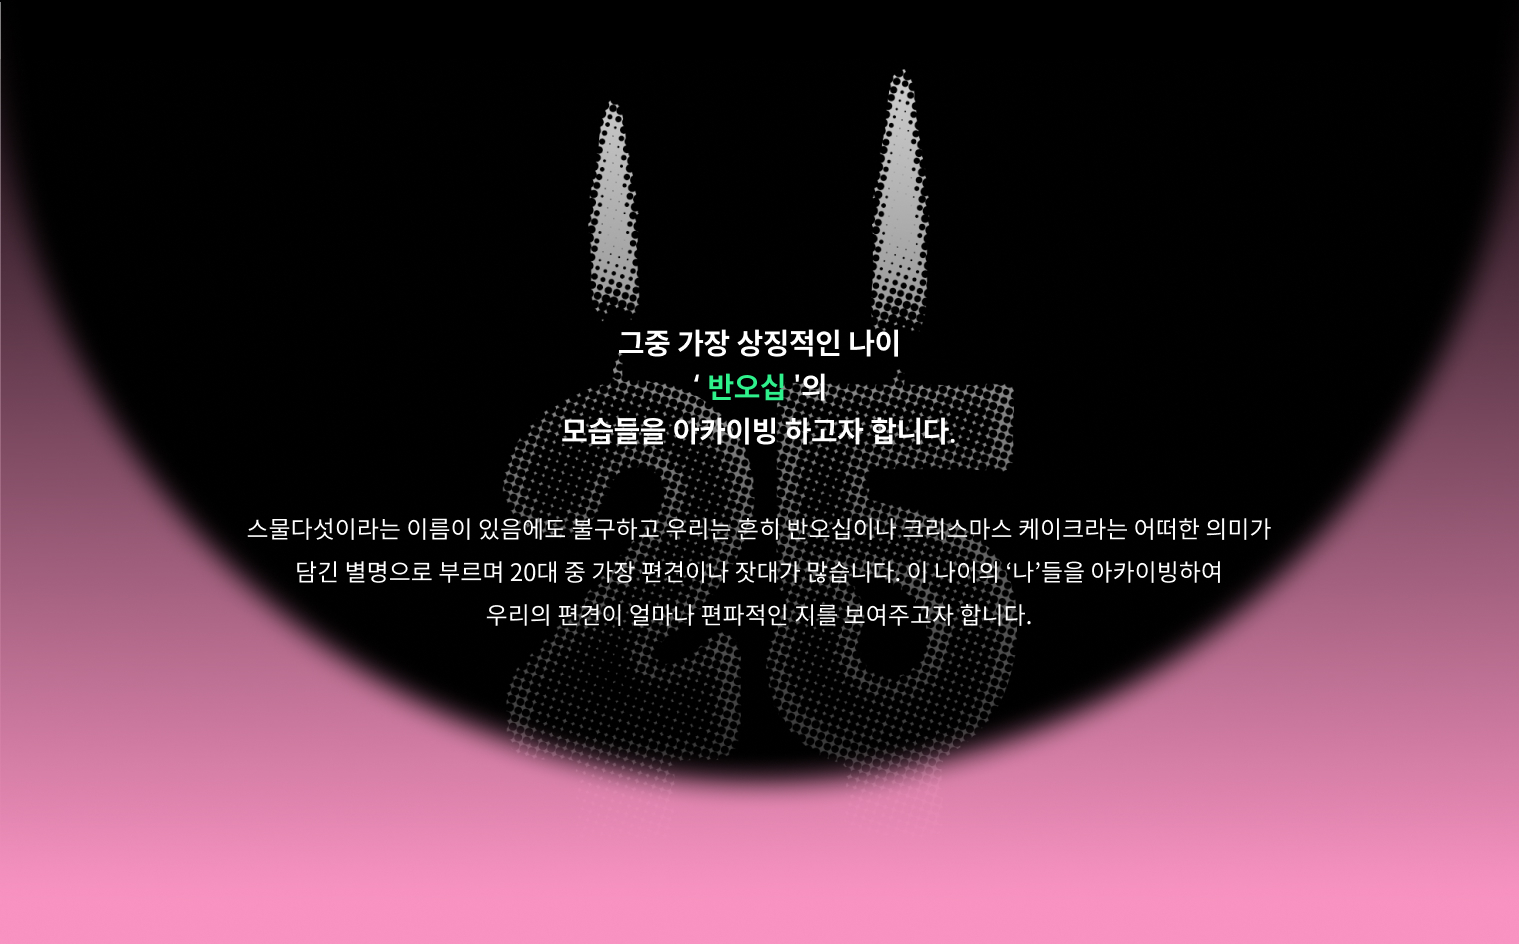 그중 가장 상징적인 나이
‘ 반오십 '의
모습들을 아카이빙 하고자 합니다.
스물다섯이라는 이름이 있음에도 불구하고 우리는 흔히 반오십이나 크리스마스 케이크라는 어떠한 의미가
담긴 별명으로 부르며 20대 중 가장 편견이나 잣대가 많습니다. 이 나이의 ‘나’들을 아카이빙하여
우리의 편견이 얼마나 편파적인 지를 보여주고자 합니다.
25